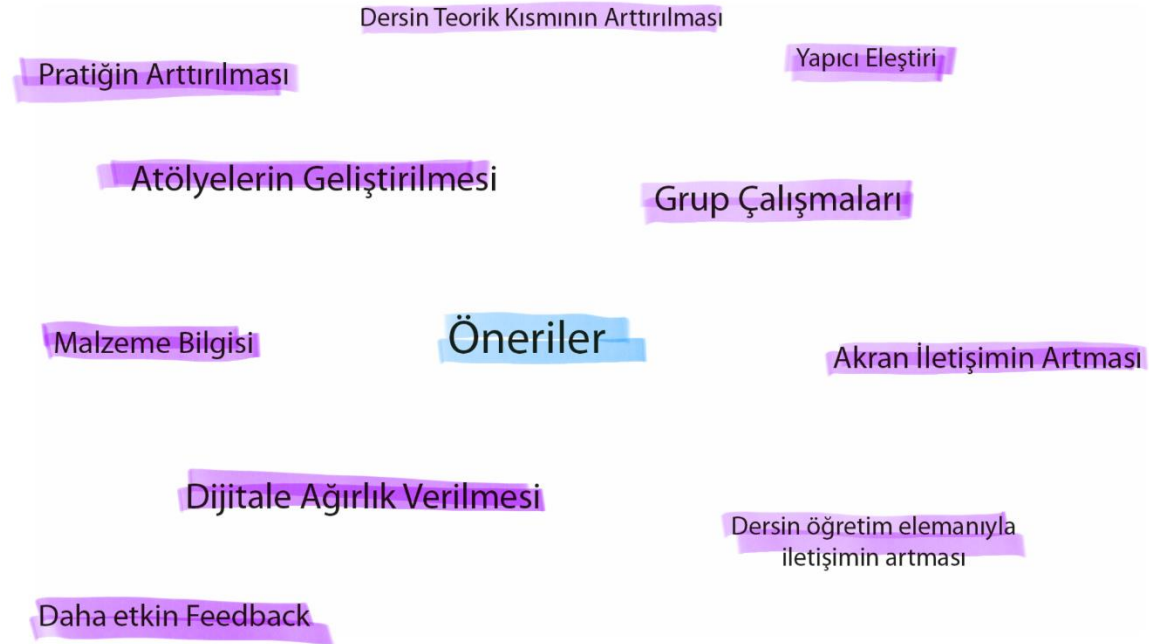 Dersin Teorik Kısmının Arttırılması
Pratiğin Arttırılması
Yapıcı Eleştiri
Atölyelerin Geliştirilmesi
Grup Çalışmaları
Malzeme Bilgisi
Öneriler
Akran İletişimin Artması
Dijitale Ağırlık Verilmesi
Dersin öğretim elemanıyla
iletişimin artması
Daha etkin Feedback